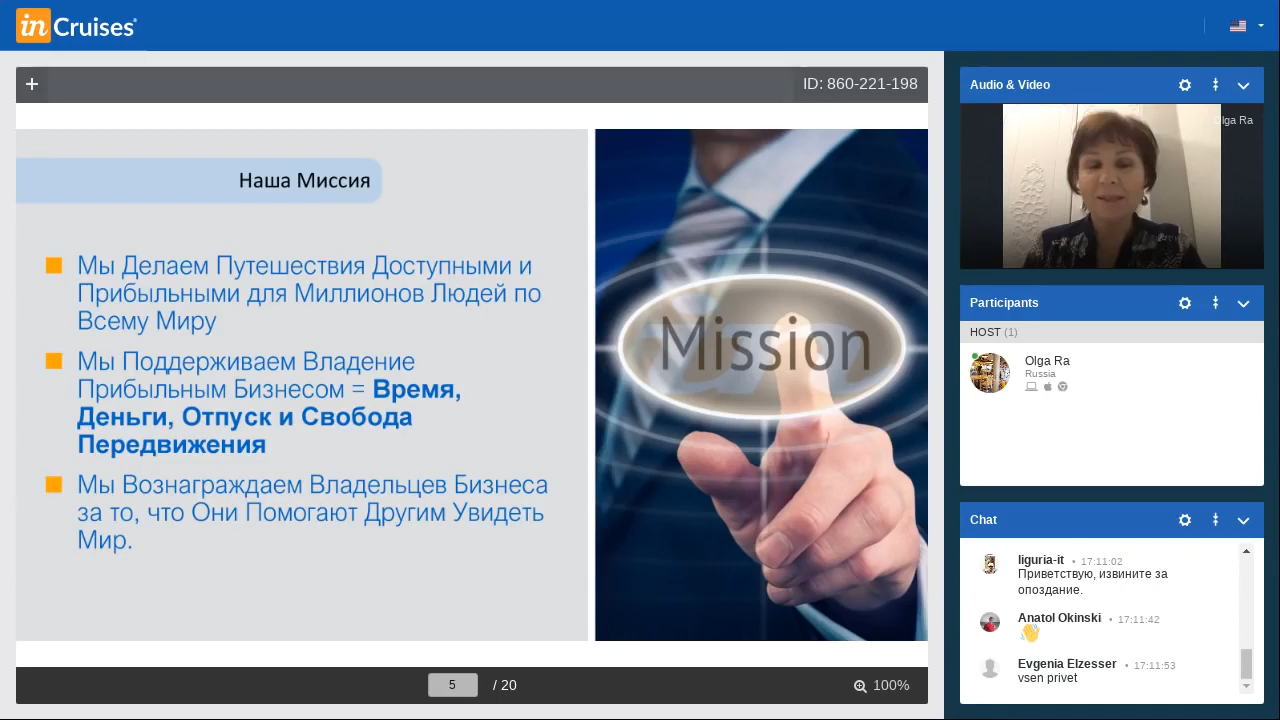 in Cruises
ID: 860-221-198
Наша Миссия
Мы Делаем Путешествия Доступными и
Прибыльными для Миллионов Людей по
Всему Миру
Мы Поддерживаем Владение
Прибыльным Бизнесом = Время,
Деньги, Отпуск и Свобода
Передвижения
Мы Вознаграждаем Владельцев Бизнеса
за то, что Они Помогают Другим Увидеть
Мир.
Mission
5 / 20
100%
Audio & Video
Olga Ra
Participants
HOST (1)
Olga Ra
Russia
Chat
liguria-it • 17:11:02
Приветствую, извините за
опоздание.
Anatol Okinski • 17:11:42
Evgenia Elzesser • 17:11:53
vsen privet